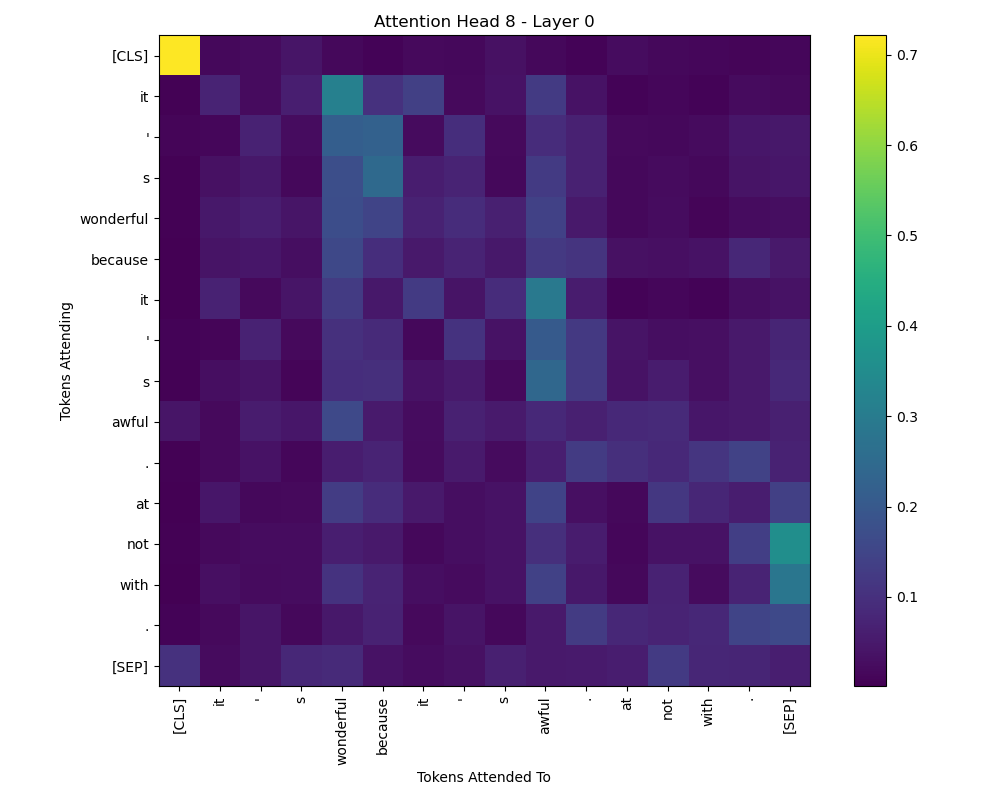 Attention Head 8 - Layer 0
Tokens Attending
[CLS]
it
'
s
wonderful
because
it
'
s
awful
.
at
not
with
.
[SEP]
[CLS]
it
'
s
wonderful
because
it
'
s
awful
.
at
not
with
.
[SEP]
Tokens Attended To
0.7
0.6
0.5
0.4
0.3
0.2
0.1